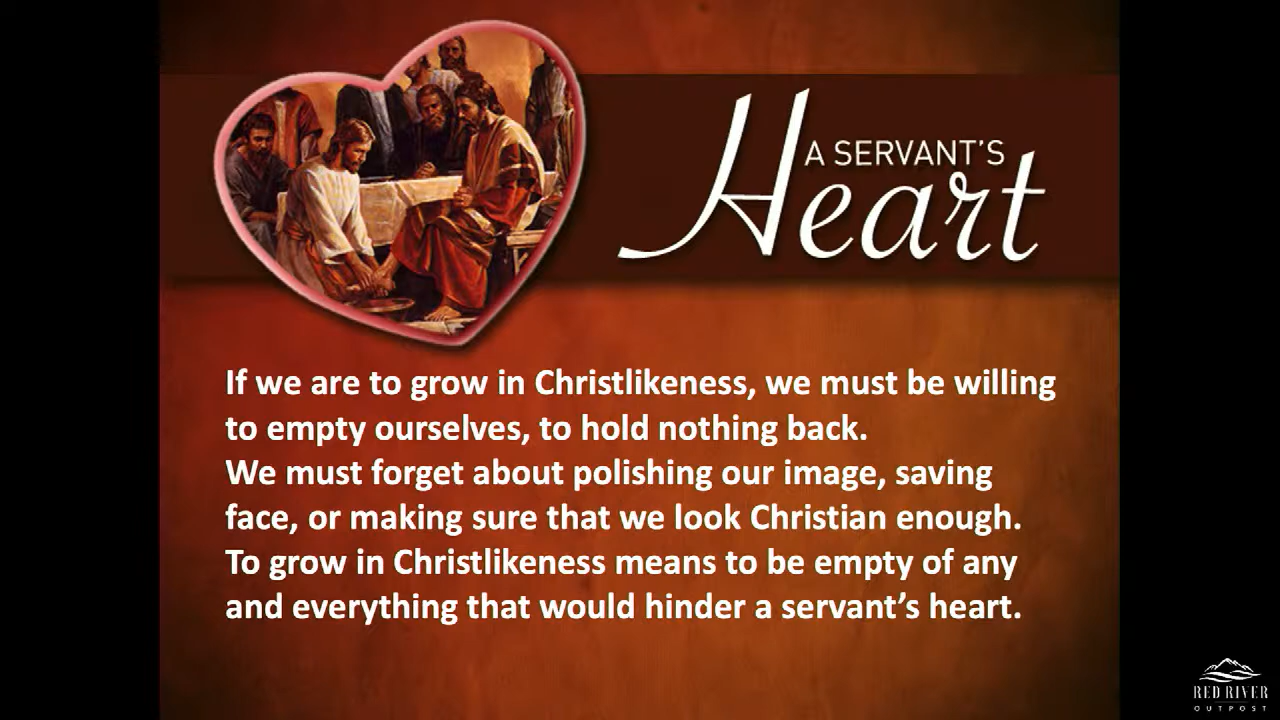 A SERVANT'S
Heart
If we are to grow in Christlikeness, we must be willing
to empty ourselves, to hold nothing back.
We must forget about polishing our image, saving
face, or making sure that we look Christian enough.
To grow in Christlikeness means to be empty of any
and everything that would hinder a servant’s heart.
RED RIVER
OUTPOST